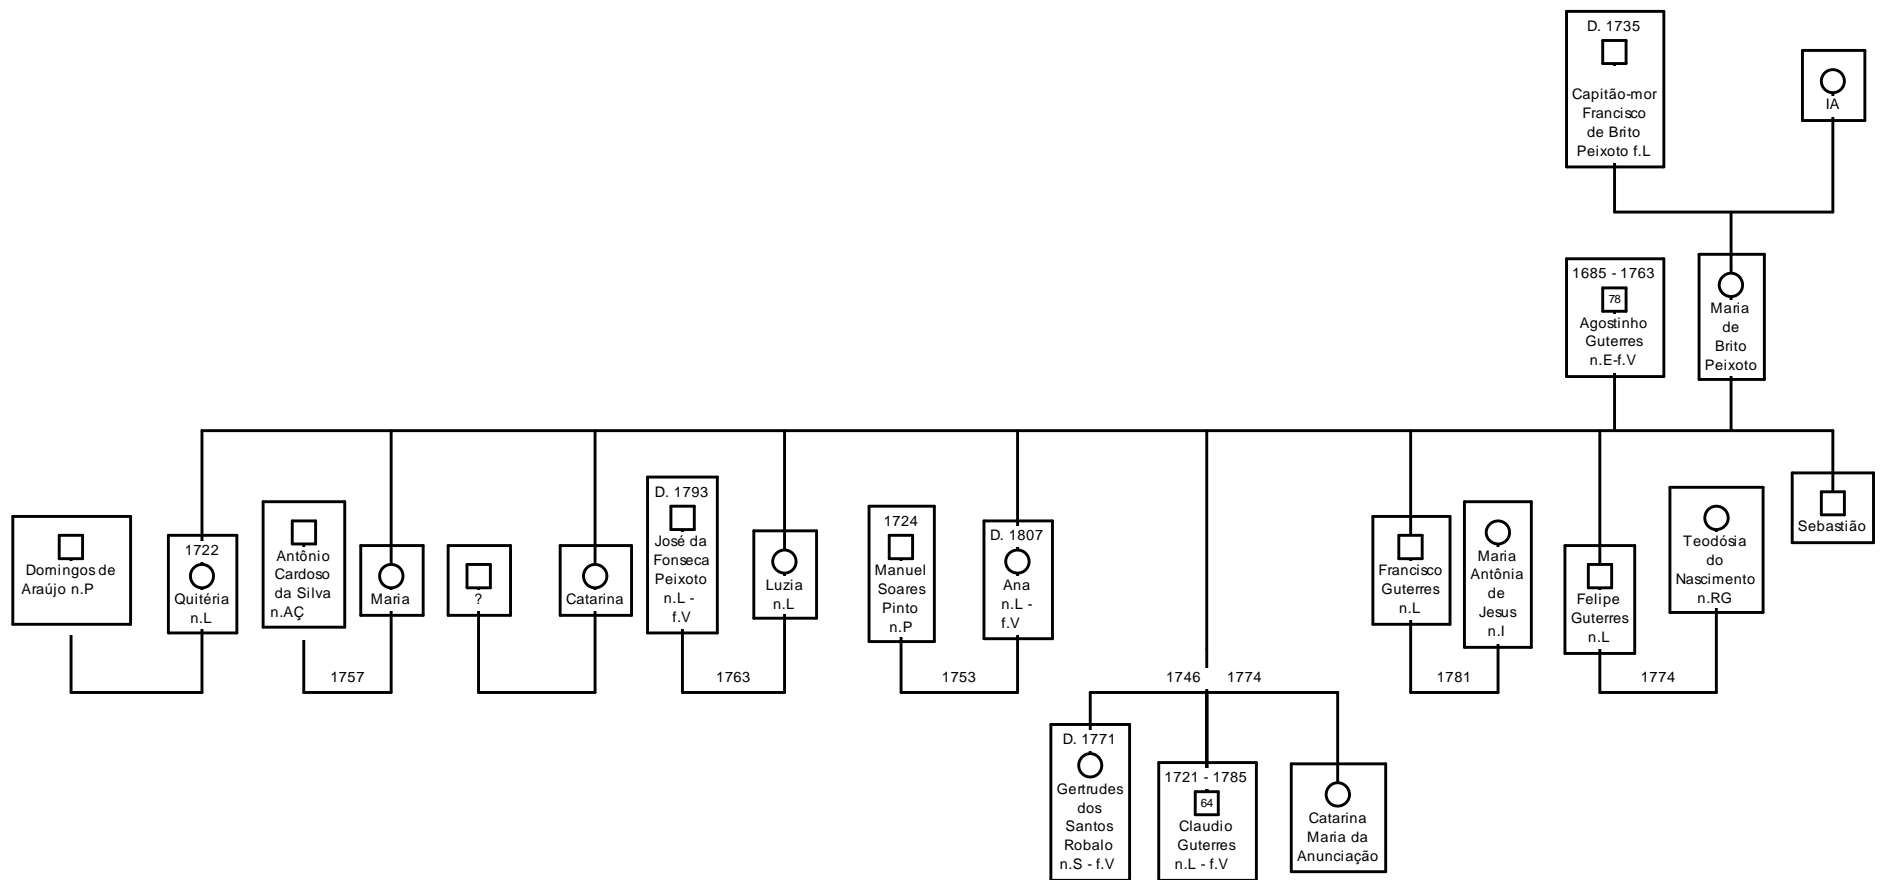 D. 1735
Capitão-mor
Francisco
de Brito
Peixoto f.L
IA
1685 - 1763
78
Agostinho
Guterres
n.E-f.V
Maria
de
Brito
Peixoto
Domingos de
Araújo n.P
1722
Quitéria
n.L
Antônio
Cardoso
da Silva
n.AÇ
Maria
1757
?
Catarina
D. 1793
José da
Fonseca
Peixoto
n.L -
f.V
Luzia
n.L
1763
1724
Manuel
Soares
Pinto
n.P
D. 1807
Ana
n.L -
f.V
1753
1746
1774
D. 1771
Gertrudes
dos
Santos
Robalo
n.S - f.V
1721 - 1785
64
Claudio
Guterres
n.L - f.V
Catarina
Maria da
Anunciação
Francisco
Guterres
n.L
Maria
Antônia
de
Jesus
n.I
1781
Felipe
Guterres
n.L
Teodósia
do
Nascimento
n.RG
1774
Sebastião